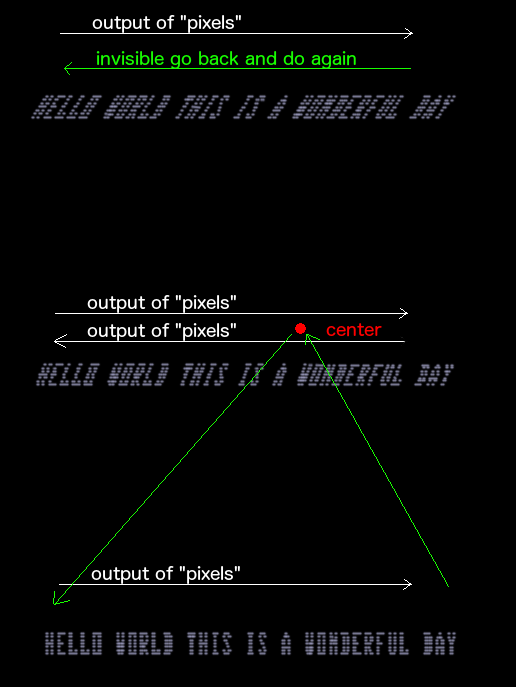 output of "pixels"
invisible go back and do again
HELLO WORLD THIS IS A WONDERFUL DAY
output of "pixels"
output of "pixels"
center
HELLO WORLD THIS IS A WONDERFUL DAY
output of "pixels"
HELLO WORLD THIS IS A WONDERFUL DAY